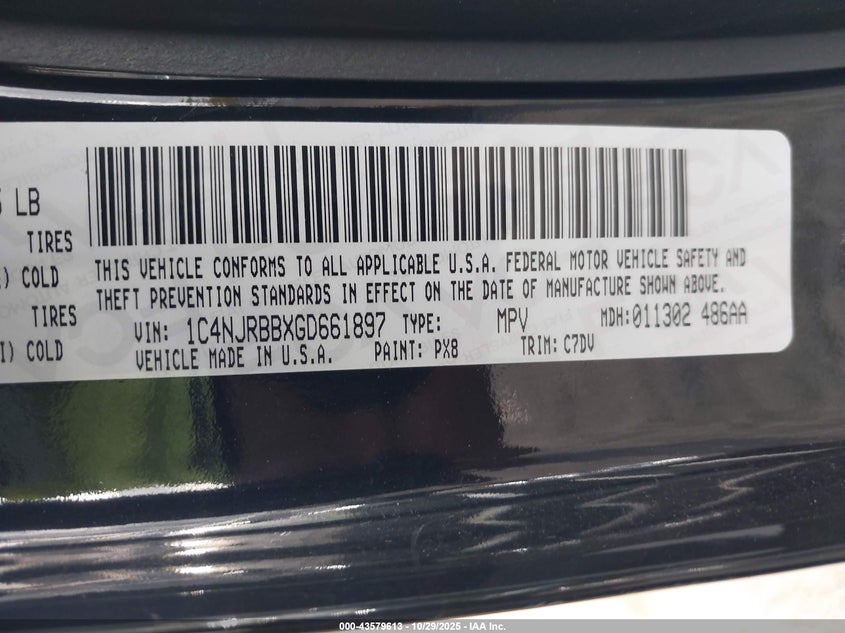 LB
TIRES
COLD
TIRES
COLD
THIS VEHICLE CONFORMS TO ALL APPLICABLE U.S.A. FEDERAL MOTOR VEHICLE SAFETY AND
THEFT PREVENTION STANDARDS IN EFFECT ON THE DATE OF MANUFACTURE SHOWN ABOVE.
VIN: 1C4NJRBBXGD661897 TYPE: MPV MDH:011302 486AA
VEHICLE MADE IN U.S.A. PAINT: PX8 TRIM: C7DV
000-43579613 | 10/29/2025 - IAA Inc.